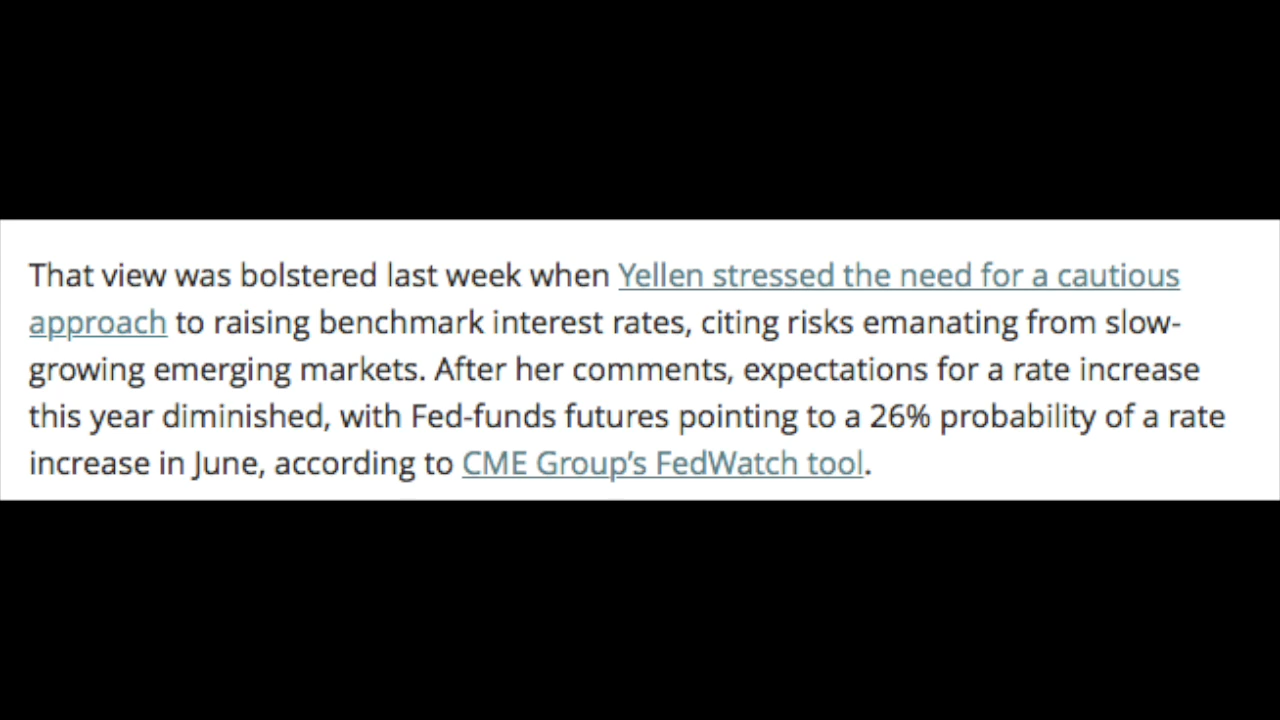 That view was bolstered last week when Yellen stressed the need for a cautious
approach to raising benchmark interest rates, citing risks emanating from slow-
growing emerging markets. After her comments, expectations for a rate increase
this year diminished, with Fed-funds futures pointing to a 26% probability of a rate
increase in June, according to CME Group’s FedWatch tool.